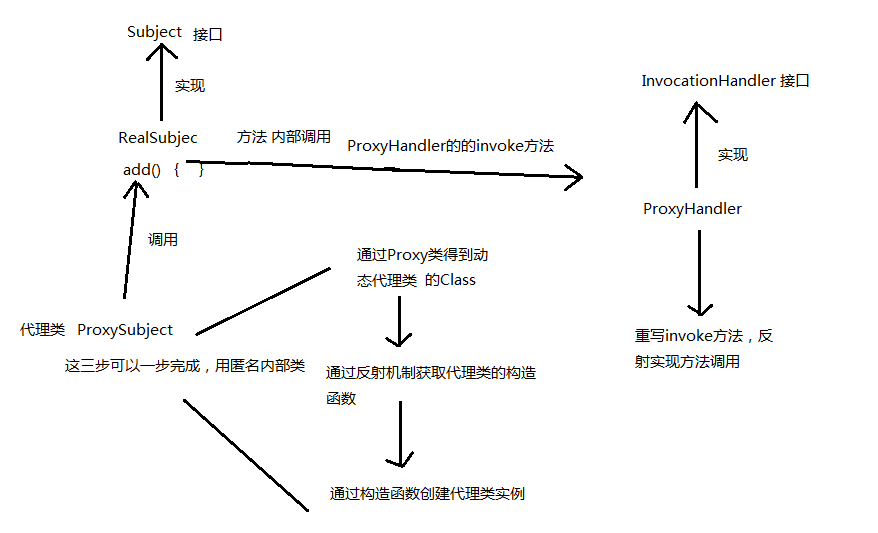 Subject 接口
实现
RealSubjec
add() { }
方法 内部调用
ProxyHandler的的invoke方法
InvocationHandler 接口
实现
ProxyHandler
重写invoke方法，反
射实现方法调用
调用
代理类 ProxySubject
这三步可以一步完成，用匿名内部类
通过Proxy类得到动
态代理类 的Class
通过反射机制获取代理类的构造
函数
通过构造函数创建代理类实例